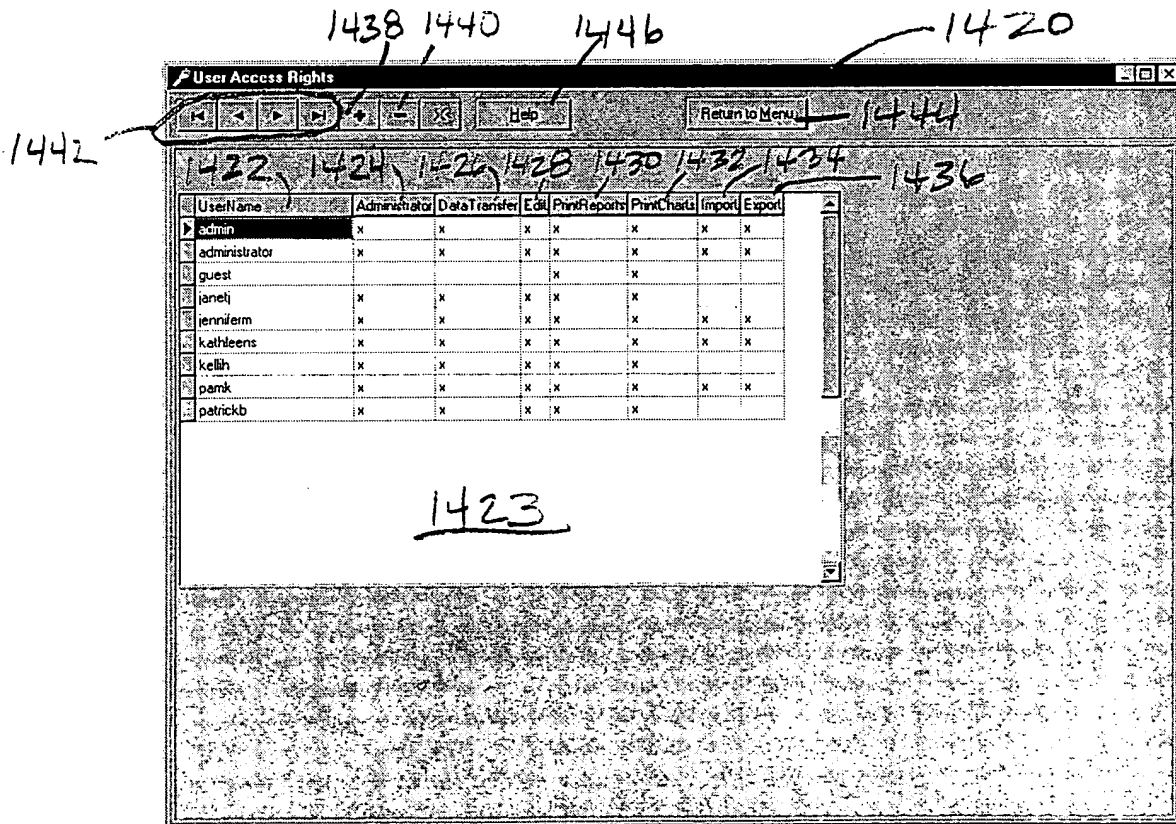 1438 1440 1446 1420
User Access Rights
Help Return to Menu 1444
1442
1422 1424 1426 1428 1430 1432 1434 1436
UserName Administrator DataTransfer Edit PrintReports PrintCharts Import Export
admin x x x x x x x
administrator x x x x x x x
guest x x
janetj x x x x x
jenniferm x x x x x x x
kathleens x x x x x x x
kellih x x x x x
pamk x x x x x x x
patrickb x x x x x
1423